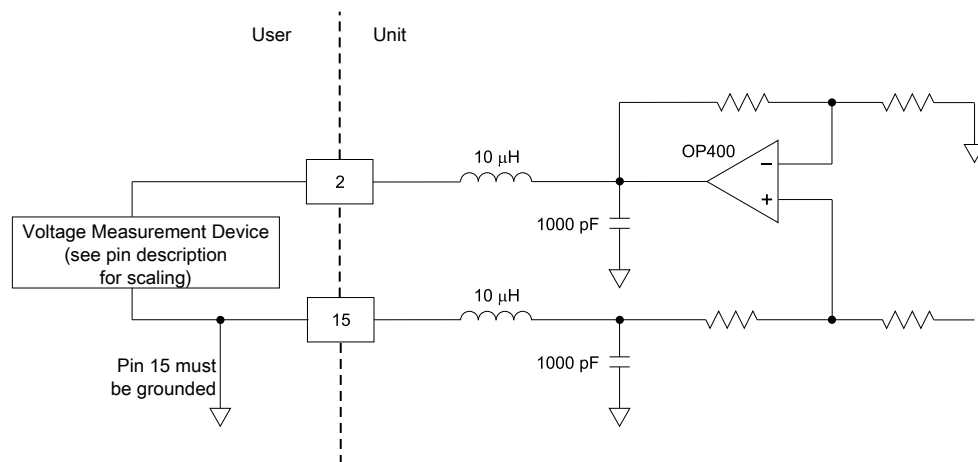 User
Unit
OP400
10 μH
2
−
+
1000 pF
Voltage Measurement Device
(see pin description
for scaling)
10 μH
15
1000 pF
Pin 15 must
be grounded